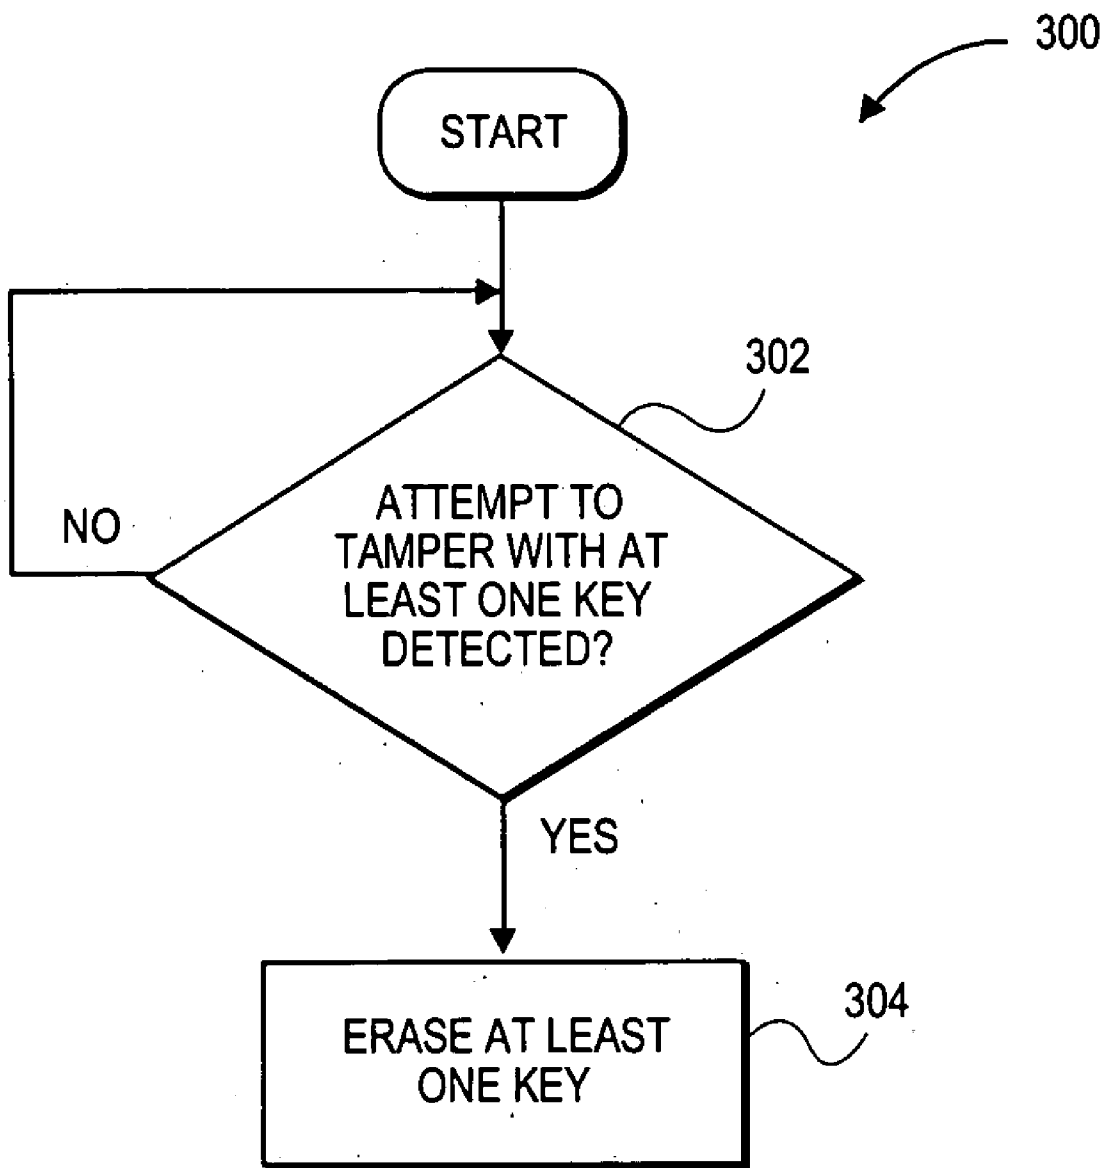 300
START
302
ATTEMPT TO
TAMPER WITH AT
LEAST ONE KEY
DETECTED?
NO
YES
304
ERASE AT LEAST
ONE KEY